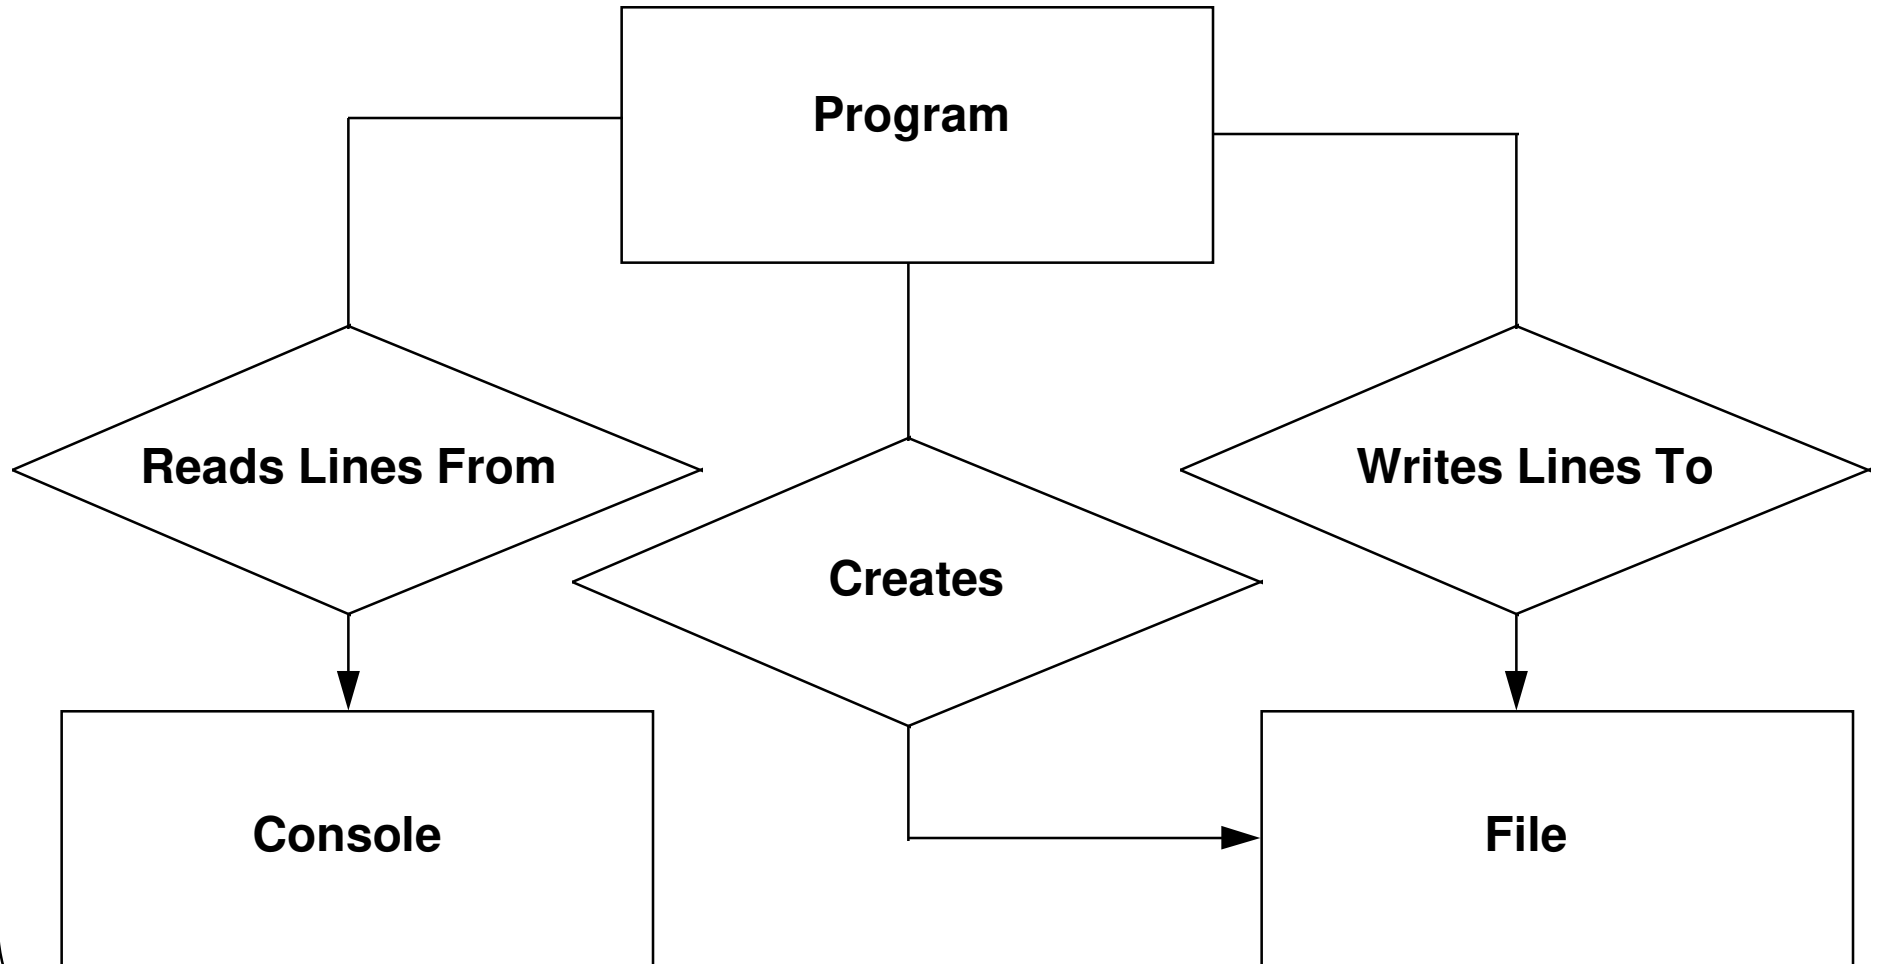 Program
Reads Lines From
Writes Lines To
Creates
Console
File